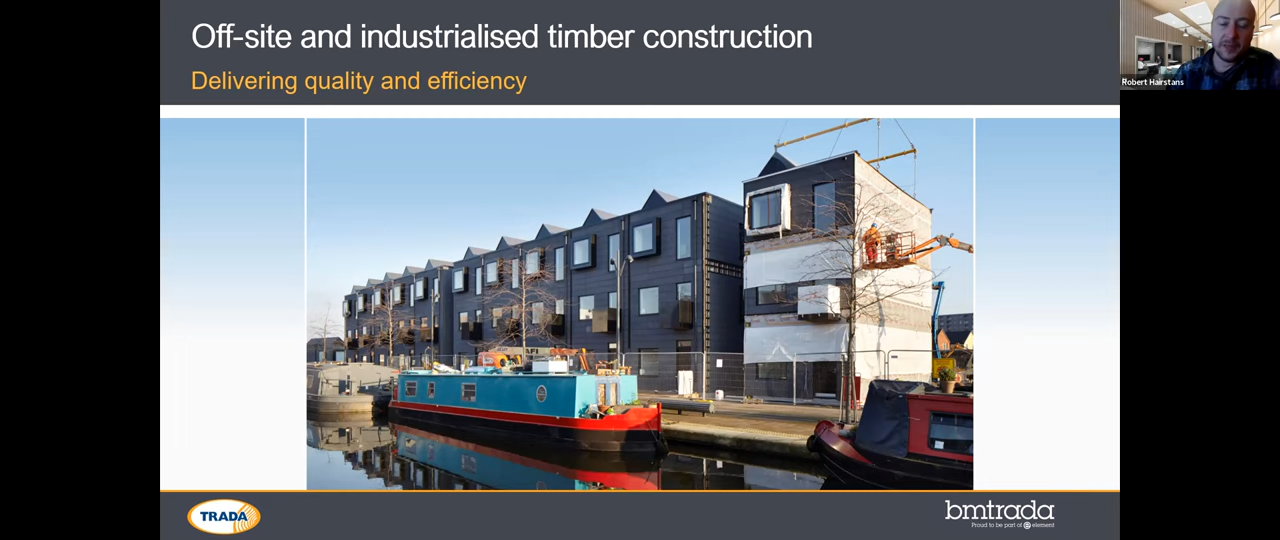 Off-site and industrialised timber construction
Delivering quality and efficiency
Robert Hairstans
TRADA
bmtrada
Proud to be part of element